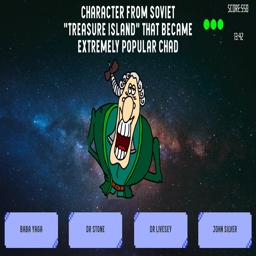 CHARACTER FROM SOVIET
"TREASURE ISLAND" THAT BECAME
EXTREMELY POPULAR CHAD
SCORE:550
13:42
BABA YAGA
DR STONE
DR LIVESEY
JOHN SILVER